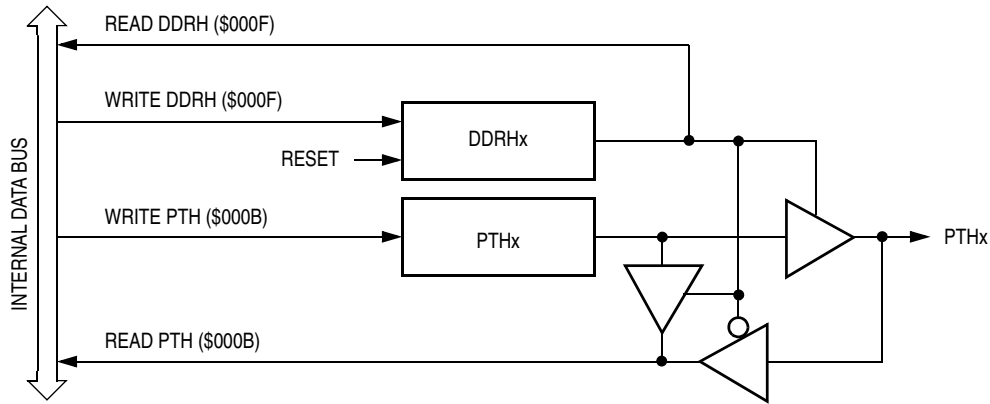 READ DDRH ($000F)
WRITE DDRH ($000F)
DDRHx
RESET
INTERNAL DATA BUS
WRITE PTH ($000B)
PTHx
PTHx
READ PTH ($000B)